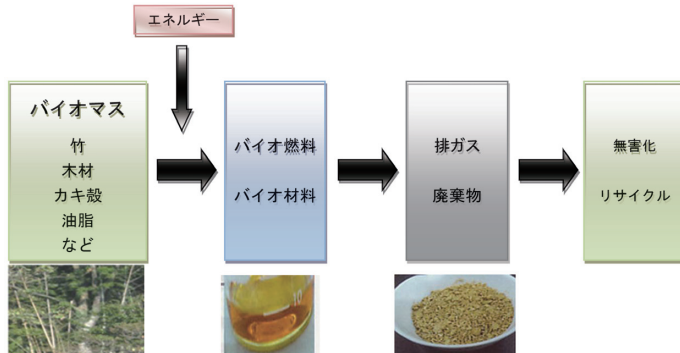 エネルギー
バイオマス
竹
木材
カキ殻
油脂
など
バイオ燃料
バイオ材料
排ガス
廃棄物
無害化
リサイクル